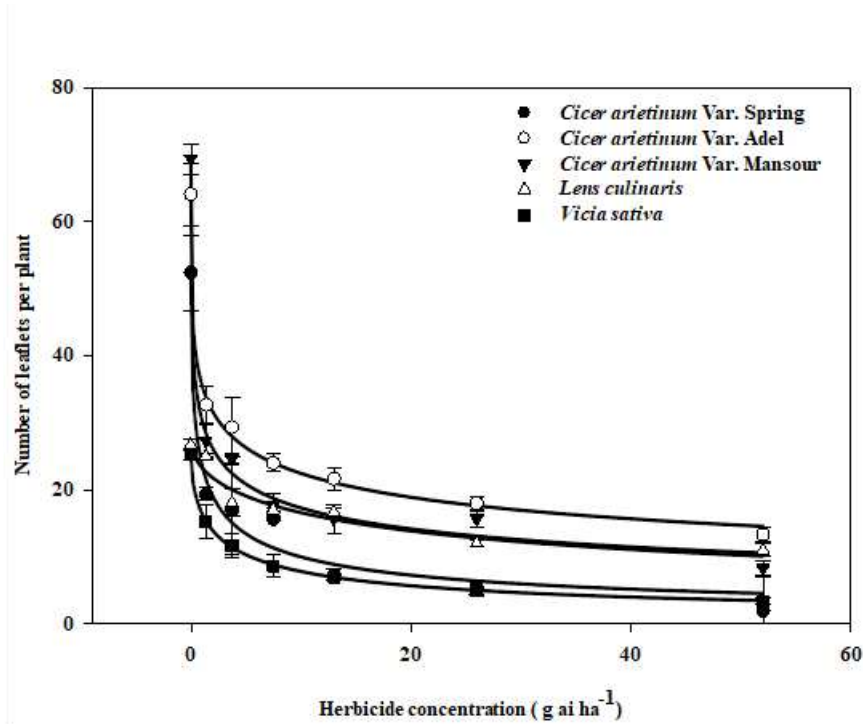 80
60
40
20
0
Number of leaflets per plant
Cicer arietinum Var. Spring
Cicer arietinum Var. Adel
Cicer arietinum Var. Mansour
Lens culinaris
Vicia sativa
0 20 40 60
Herbicide concentration ( g ai ha⁻¹)